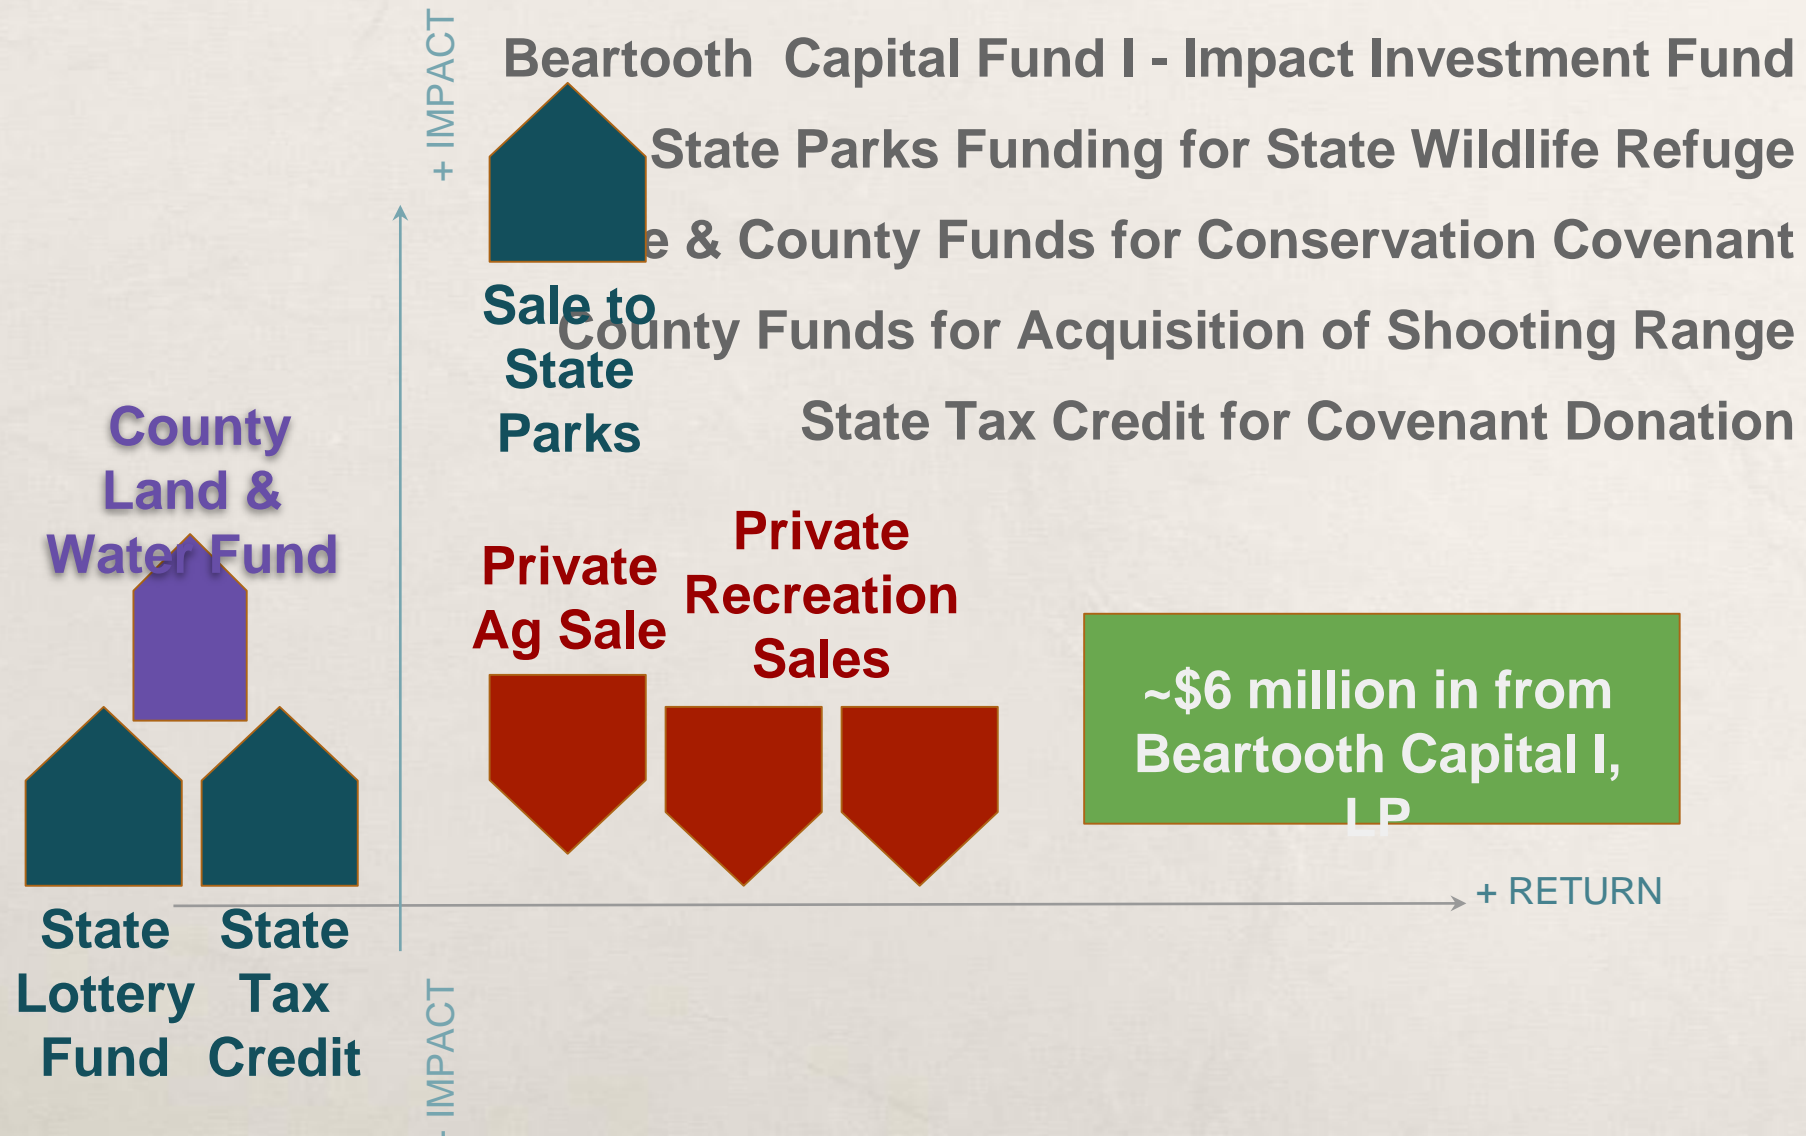 + IMPACT
Beartooth Capital Fund I - Impact Investment Fund
State Parks Funding for State Wildlife Refuge
e & County Funds for Conservation Covenant
County Funds for Acquisition of Shooting Range
State Tax Credit for Covenant Donation
Sale to
State
Parks
County
Land &
Water Fund
Private
Ag Sale
Private
Recreation
Sales
~$6 million in from
Beartooth Capital I,
LP
+ RETURN
State
Lottery
Fund
State
Tax
Credit
- IMPACT